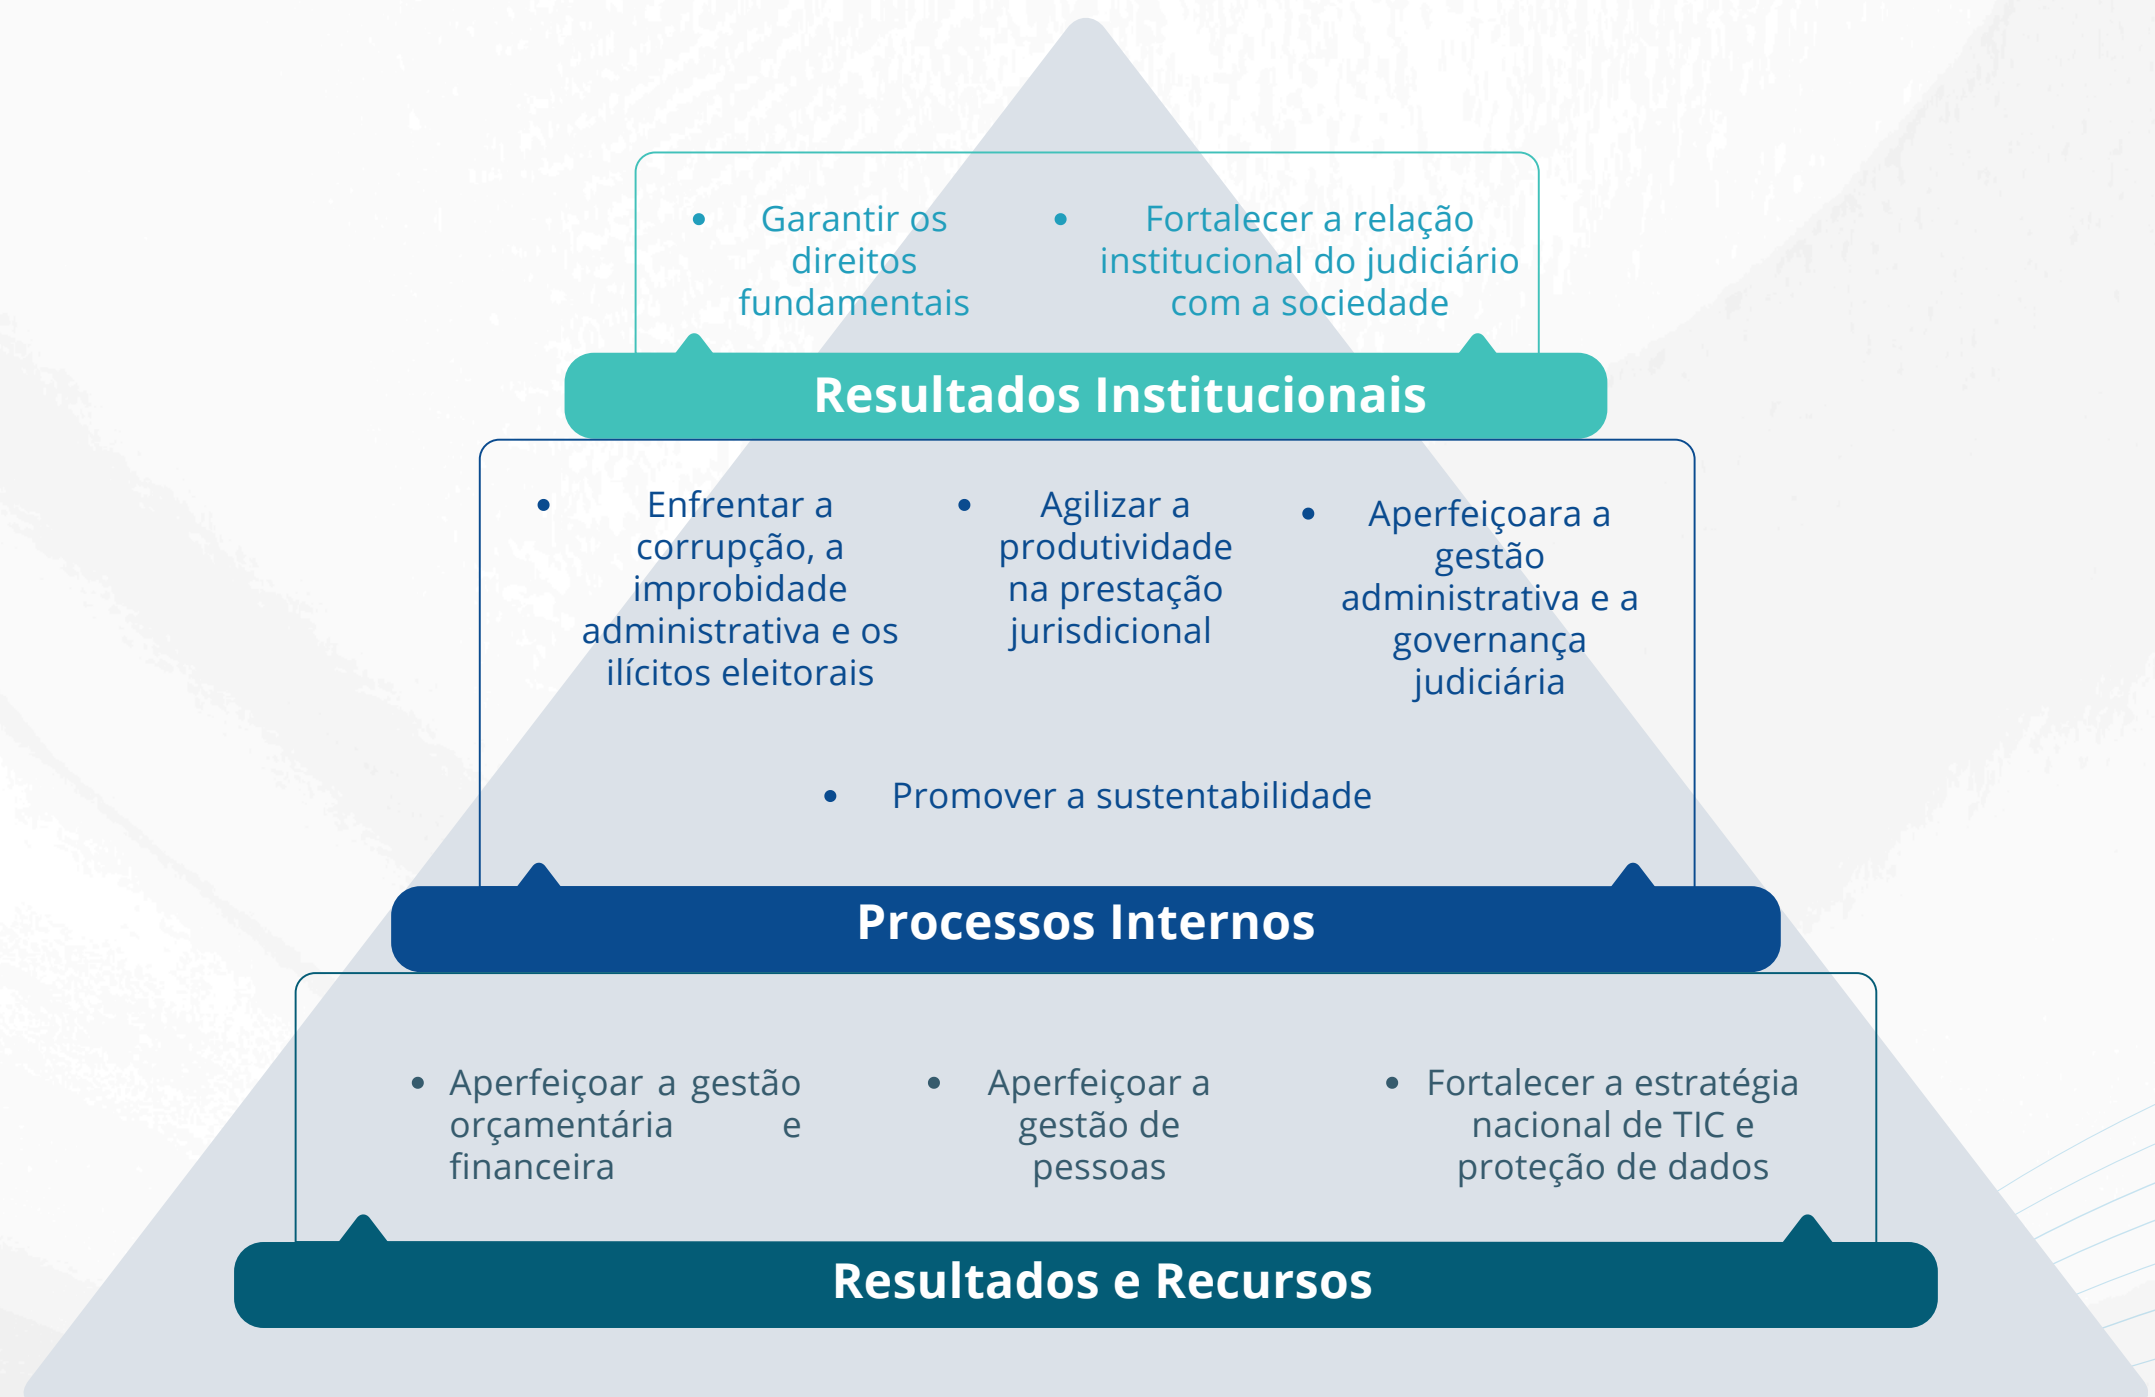 • Garantir os
direitos
fundamentais
• Fortalecer a relação
institucional do judiciário
com a sociedade
Resultados Institucionais
• Enfrentar a
corrupção, a
improbidade
administrativa e os
ilícitos eleitorais
• Agilizar a
produtividade
na prestação
jurisdicional
• Aperfeiçoara a
gestão
administrativa e a
governança
judiciária
• Promover a sustentabilidade
Processos Internos
• Aperfeiçoar a gestão
orçamentária e
financeira
• Aperfeiçoar a
gestão de
pessoas
• Fortalecer a estratégia
nacional de TIC e
proteção de dados
Resultados e Recursos